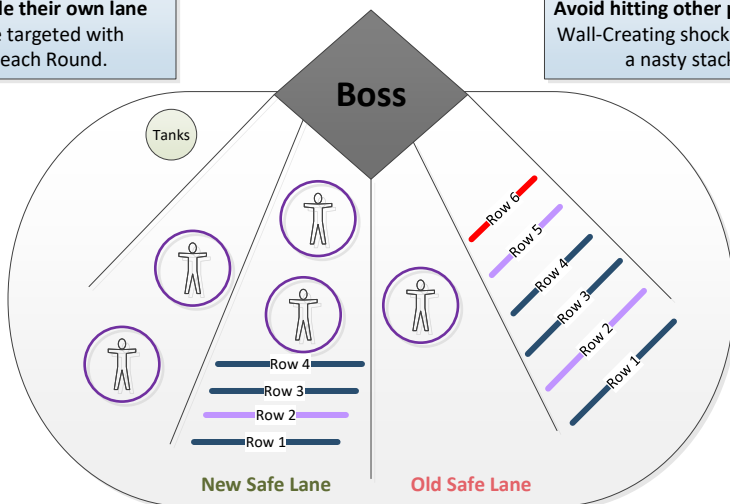 le their own lane
e targeted with
each Round.
Avoid hitting other p
Wall-Creating shock
a nasty stack
Boss
Tanks
Row 6
Row 5
Row 4
Row 3
Row 2
Row 1
Row 4
Row 3
Row 2
Row 1
New Safe Lane
Old Safe Lane